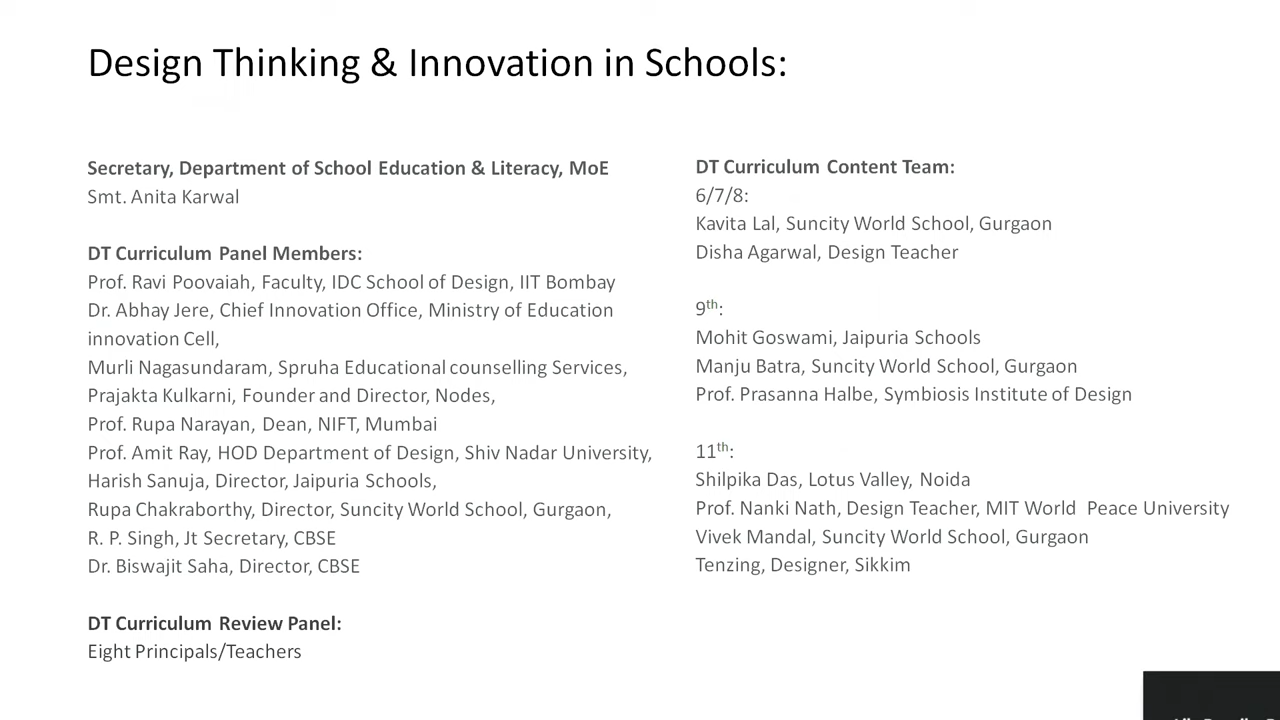 Design Thinking & Innovation in Schools:
Secretary, Department of School Education & Literacy, MoE
Smt. Anita Karwal
DT Curriculum Panel Members:
Prof. Ravi Poovaiah, Faculty, IDC School of Design, IIT Bombay
Dr. Abhay Jere, Chief Innovation Office, Ministry of Education
innovation Cell,
Murli Nagasundaram, Spruha Educational counselling Services,
Prajakta Kulkarni, Founder and Director, Nodes,
Prof. Rupa Narayan, Dean, NIFT, Mumbai
Prof. Amit Ray, HOD Department of Design, Shiv Nadar University,
Harish Sanuja, Director, Jaipuria Schools,
Rupa Chakraborthy, Director, Suncity World School, Gurgaon,
R. P. Singh, Jt Secretary, CBSE
Dr. Biswajit Saha, Director, CBSE
DT Curriculum Review Panel:
Eight Principals/Teachers
DT Curriculum Content Team:
6/7/8:
Kavita Lal, Suncity World School, Gurgaon
Disha Agarwal, Design Teacher
9th:
Mohit Goswami, Jaipuria Schools
Manju Batra, Suncity World School, Gurgaon
Prof. Prasanna Halbe, Symbiosis Institute of Design
11th:
Shilpika Das, Lotus Valley, Noida
Prof. Nanki Nath, Design Teacher, MIT World Peace University
Vivek Mandal, Suncity World School, Gurgaon
Tenzing, Designer, Sikkim